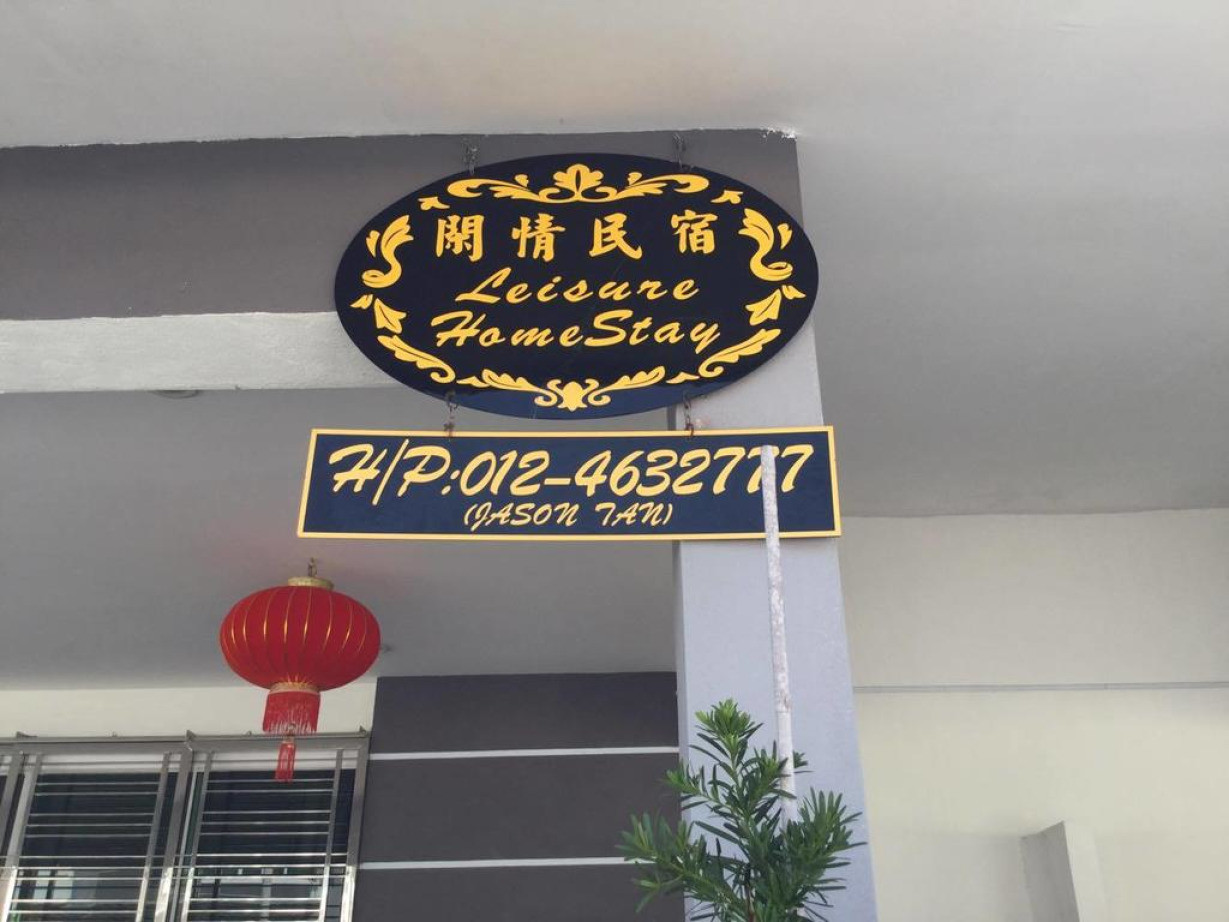 閑情民宿
Leisure
HomeStay
H/P:012-4632777
(JASON TAN)